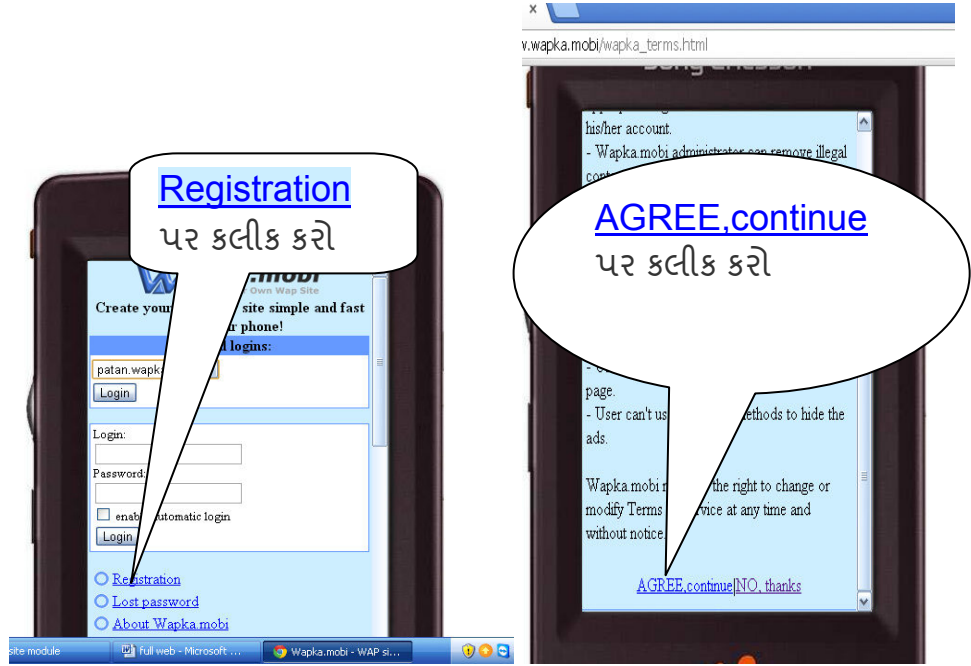 Registration
પર કલીક કરો
.mobi
Own Wap Site
Create your site simple and fast
phone!
logins:
patan.wapka
Login
Login:
Password:
automatic login
Login
Registration
Lost password
About Wapka.mobi
site module
full web - Microsoft ...
Wapka.mobi - WAP si...
x
w.wapka.mobi/wapka_terms.html
his/her account.
- Wapka.mobi administrator can remove illegal
AGREE,continue
પર કલીક કરો
page.
- User can't us ethods to hide the
ads.
Wapka.mobi the right to change or
modify Terms vice at any time and
without notice.
AGREE,continue|NO, thanks